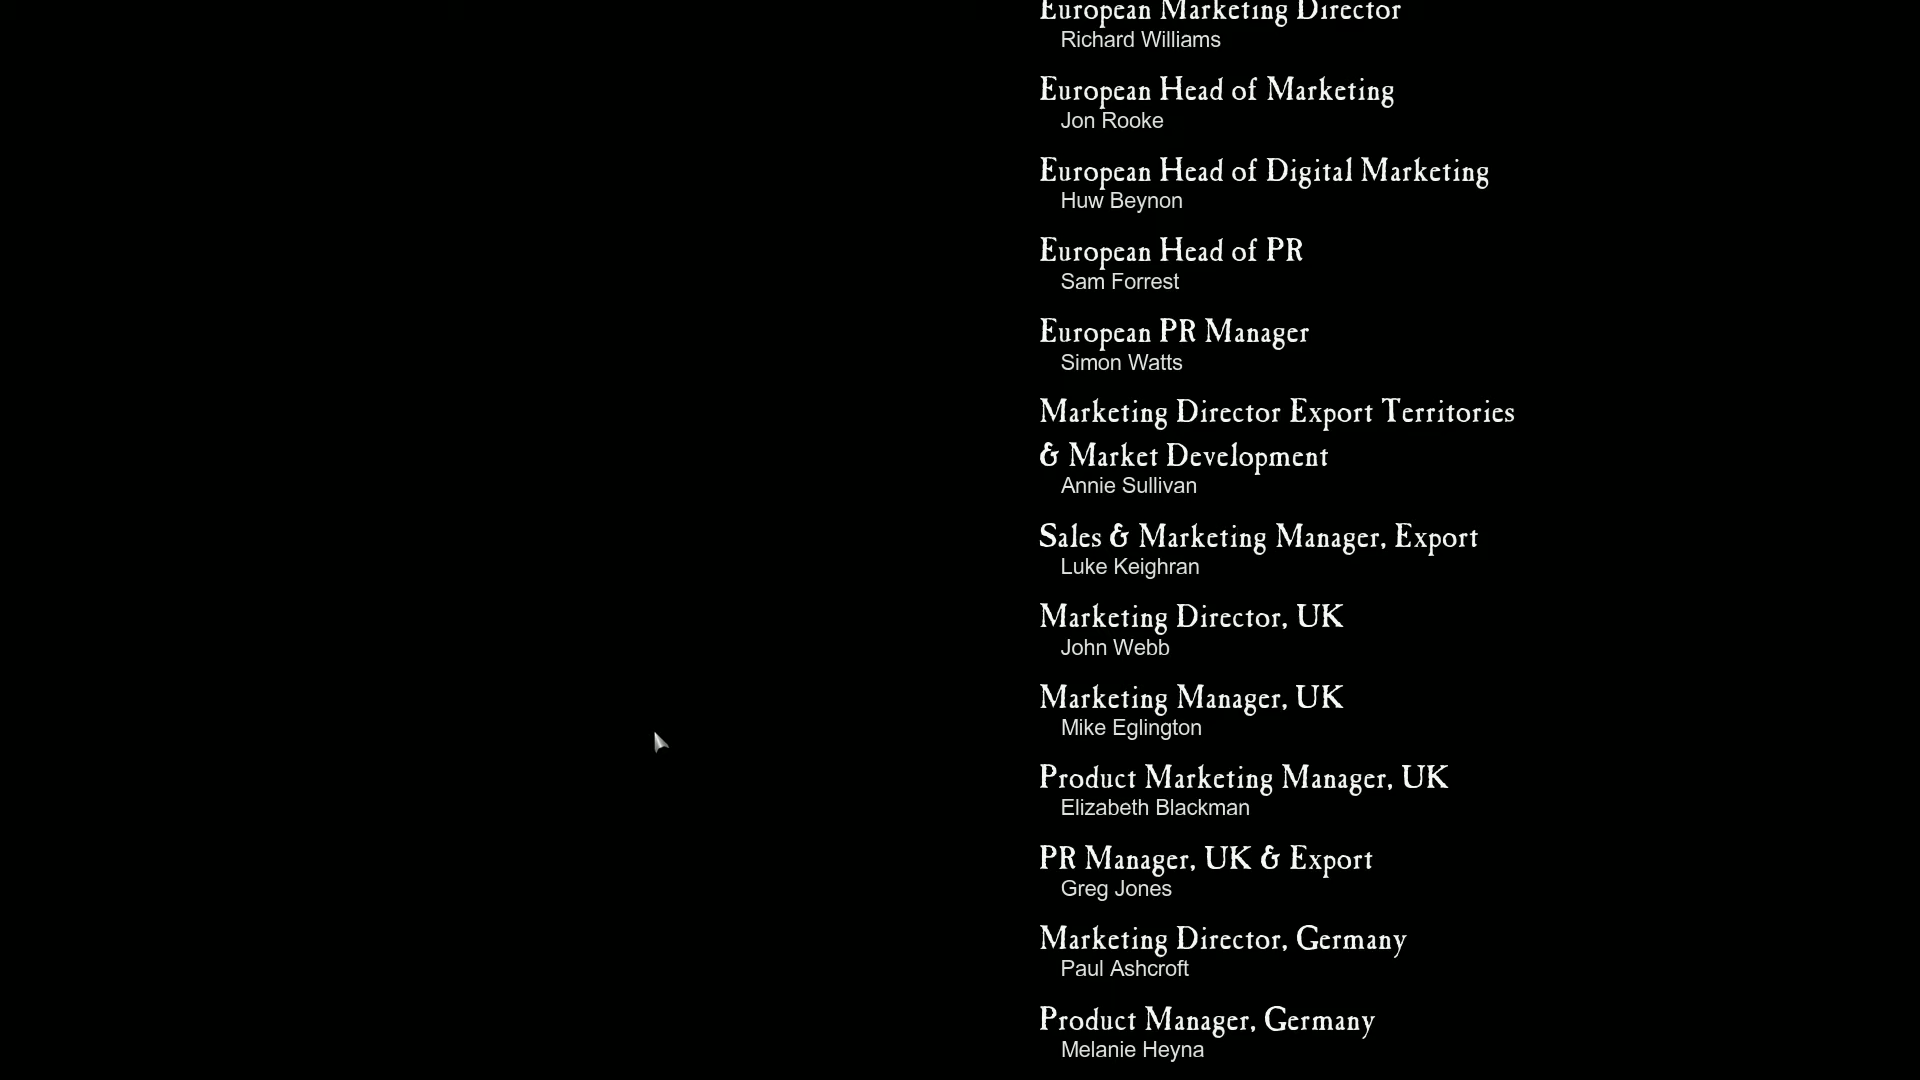 European Marketing Director
Richard Williams
European Head of Marketing
Jon Rooke
European Head of Digital Marketing
Huw Beynon
European Head of PR
Sam Forrest
European PR Manager
Simon Watts
Marketing Director Export Territories
& Market Development
Annie Sullivan
Sales & Marketing Manager, Export
Luke Keighran
Marketing Director, UK
John Webb
Marketing Manager, UK
Mike Eglington
Product Marketing Manager, UK
Elizabeth Blackman
PR Manager, UK & Export
Greg Jones
Marketing Director, Germany
Paul Ashcroft
Product Manager, Germany
Melanie Heyna